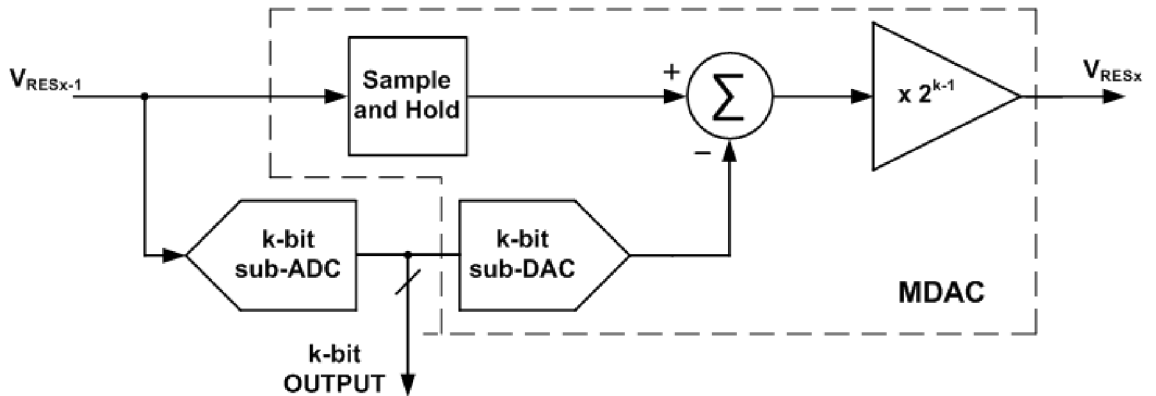 V_RESx-1
Sample
and Hold
+
Σ
−
x 2^k-1
V_RESx
k-bit
sub-ADC
k-bit
sub-DAC
MDAC
k-bit
OUTPUT